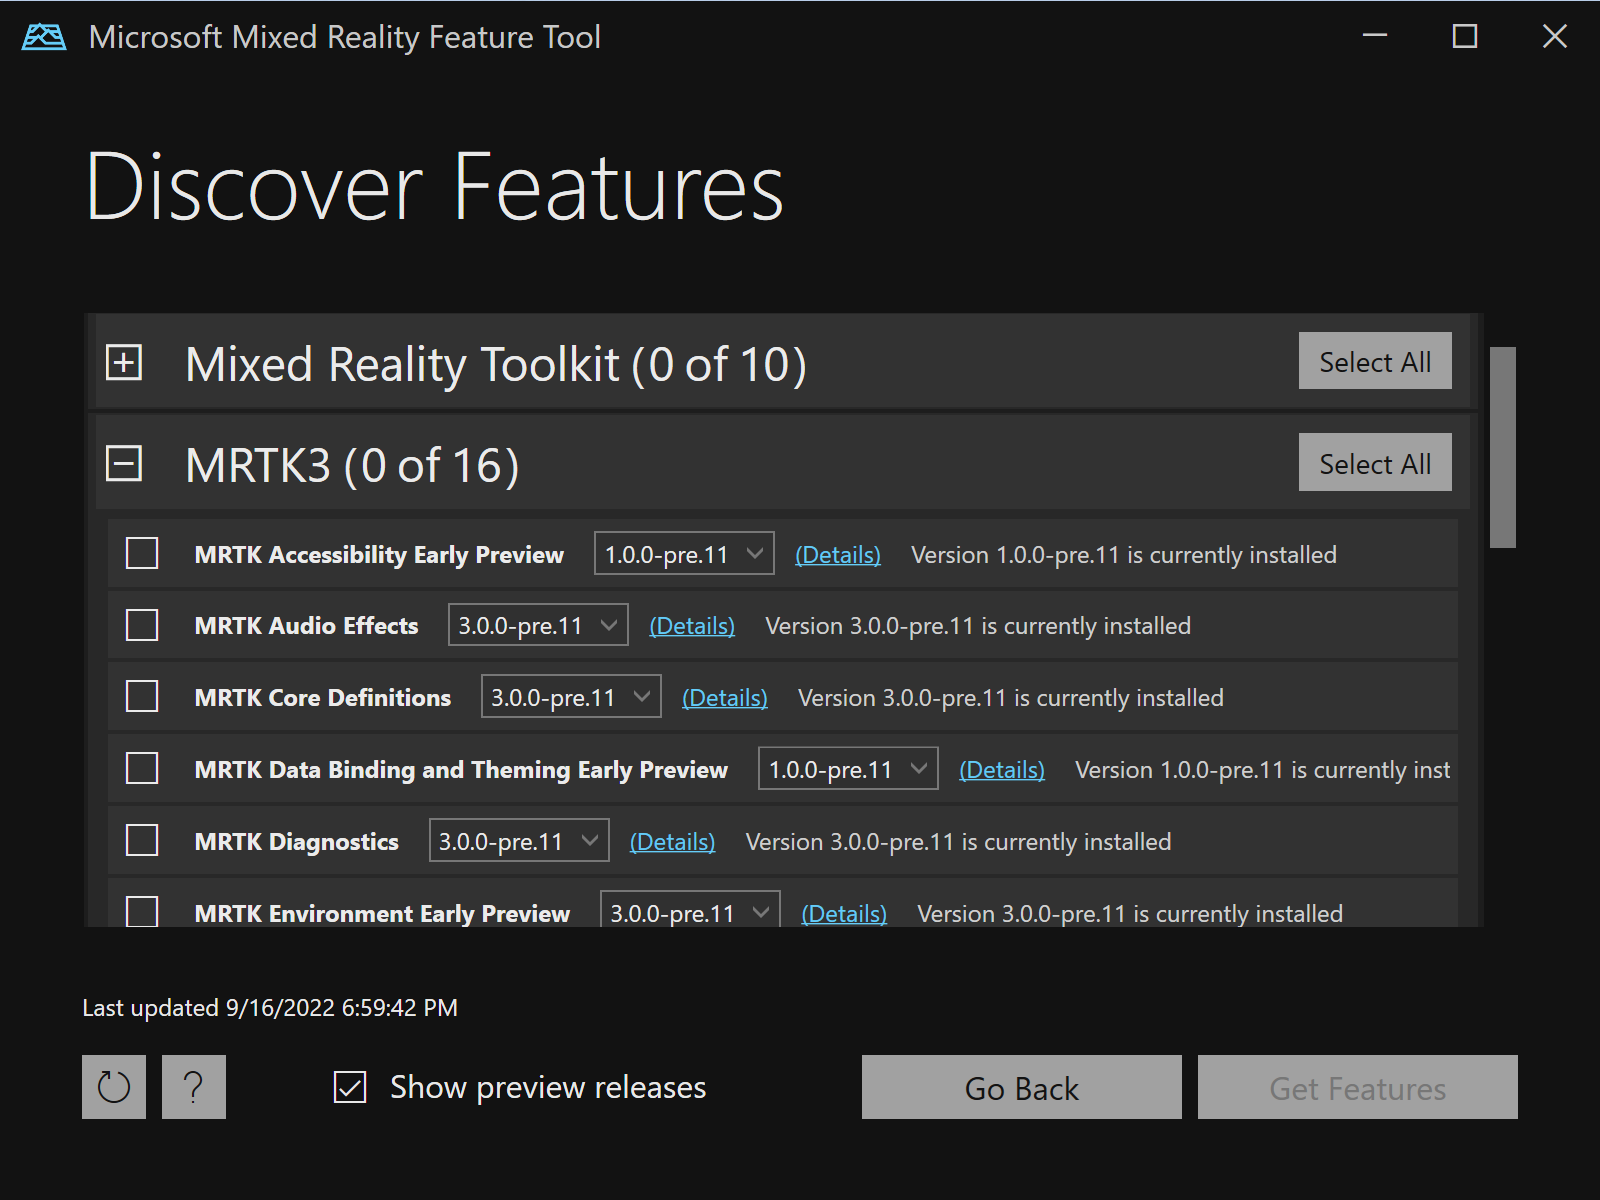 Microsoft Mixed Reality Feature Tool
Discover Features
Mixed Reality Toolkit (0 of 10)
Select All
MRTK3 (0 of 16)
Select All
MRTK Accessibility Early Preview 1.0.0-pre.11 (Details) Version 1.0.0-pre.11 is currently installed
MRTK Audio Effects 3.0.0-pre.11 (Details) Version 3.0.0-pre.11 is currently installed
MRTK Core Definitions 3.0.0-pre.11 (Details) Version 3.0.0-pre.11 is currently installed
MRTK Data Binding and Theming Early Preview 1.0.0-pre.11 (Details) Version 1.0.0-pre.11 is currently inst
MRTK Diagnostics 3.0.0-pre.11 (Details) Version 3.0.0-pre.11 is currently installed
MRTK Environment Early Preview 3.0.0-pre.11 (Details) Version 3.0.0-pre.11 is currently installed
Last updated 9/16/2022 6:59:42 PM
? Show preview releases Go Back Get Features